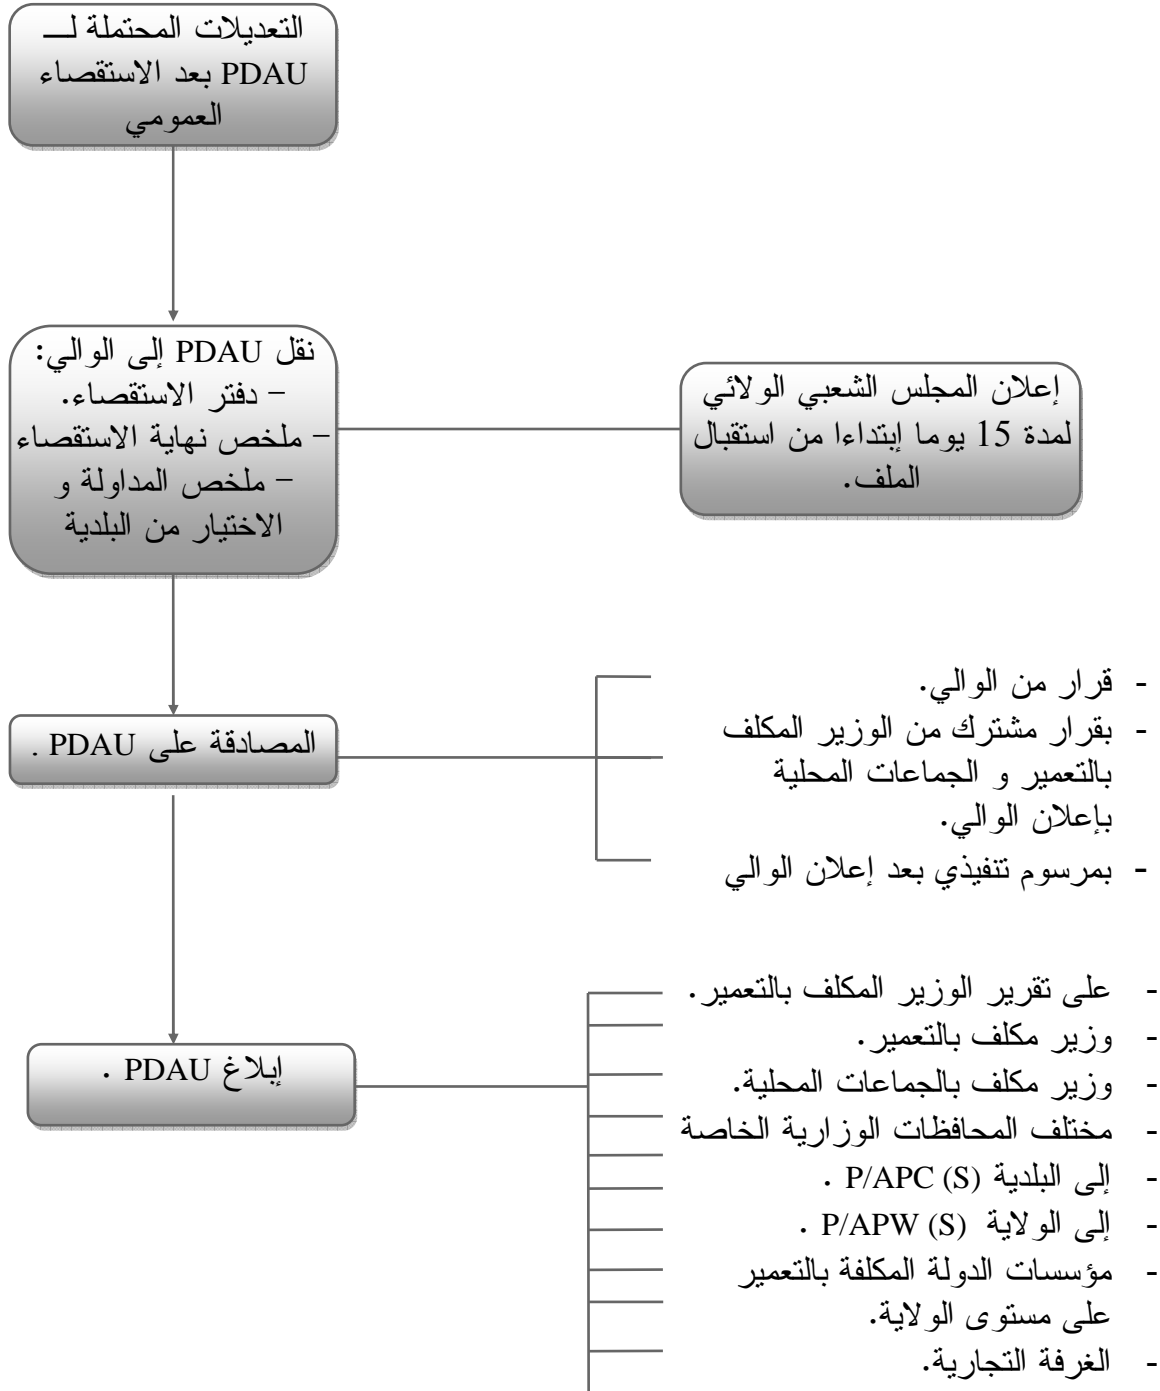 التعديلات المحتملة لـــ
PDAU بعد الاستقصاء
العمومي
نقل PDAU إلى الوالي:
– دفتر الاستقصاء.
– ملخص نهاية الاستقصاء
– ملخص المداولة و
الاختيار من البلدية
إعلان المجلس الشعبي الولائي
لمدة 15 يوما إبتداءا من استقبال
الملف.
المصادقة على PDAU .
- قرار من الوالي.
- بقرار مشترك من الوزير المكلف
بالتعمير و الجماعات المحلية
بإعلان الوالي.
- بمرسوم تنفيذي بعد إعلان الوالي
إبلاغ PDAU .
- على تقرير الوزير المكلف بالتعمير.
- وزير مكلف بالتعمير.
- وزير مكلف بالجماعات المحلية.
- مختلف المحافظات الوزارية الخاصة
- إلى البلدية P/APC (S) .
- إلى الولاية P/APW (S) .
- مؤسسات الدولة المكلفة بالتعمير
على مستوى الولاية.
- الغرفة التجارية.